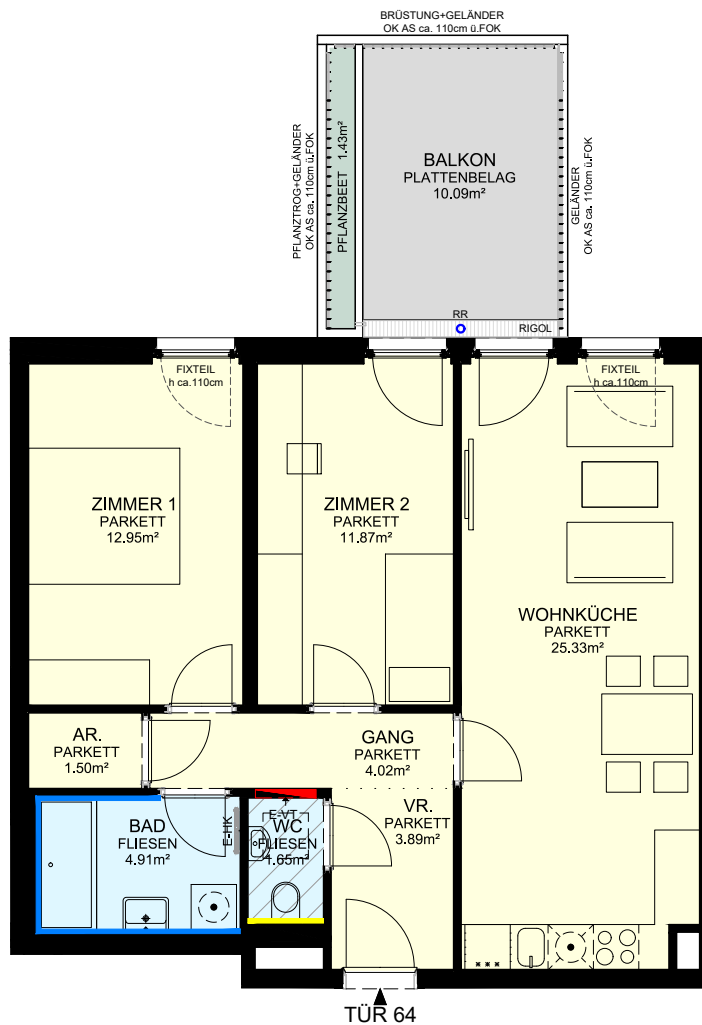 BRÜSTUNG+GELÄNDER
OK AS ca. 110cm ü.FOK
PFLANZTROG+GELÄNDER
OK AS ca. 110cm ü.FOK
PFLANZBEET 1.43m²
BALKON
PLATTENBELAG
10.09m²
GELÄNDER
OK AS ca. 110cm ü.FOK
RR
RIGOL
FIXTEIL
h ca.110cm
FIXTEIL
h ca.110cm
ZIMMER 1
PARKETT
12.95m²
ZIMMER 2
PARKETT
11.87m²
WOHNKÜCHE
PARKETT
25.33m²
AR.
PARKETT
1.50m²
GANG
PARKETT
4.02m²
VR.
PARKETT
3.89m²
BAD
FLIESEN
4.91m²
E-HK
E-VT
WC
FLIESEN
1.65m²
TÜR 64